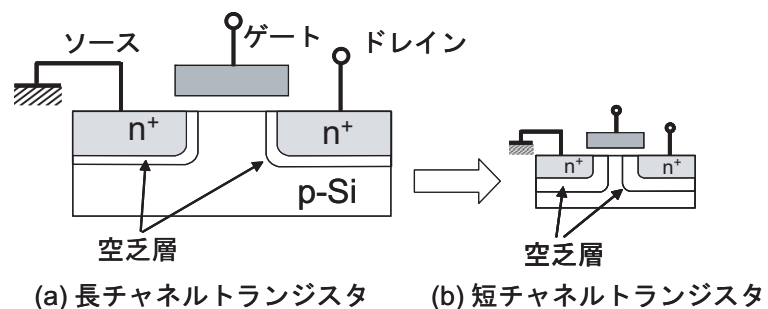 ソース
ゲート
ドレイン
n+
n+
p-Si
空乏層
(a) 長チャネルトランジスタ
n+
n+
空乏層
(b) 短チャネルトランジスタ